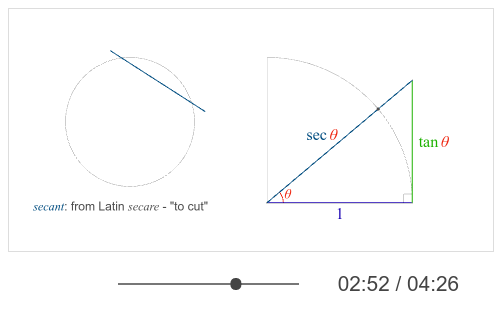 sec θ
tan θ
θ
1
secant: from Latin secare - "to cut"
02:52 / 04:26